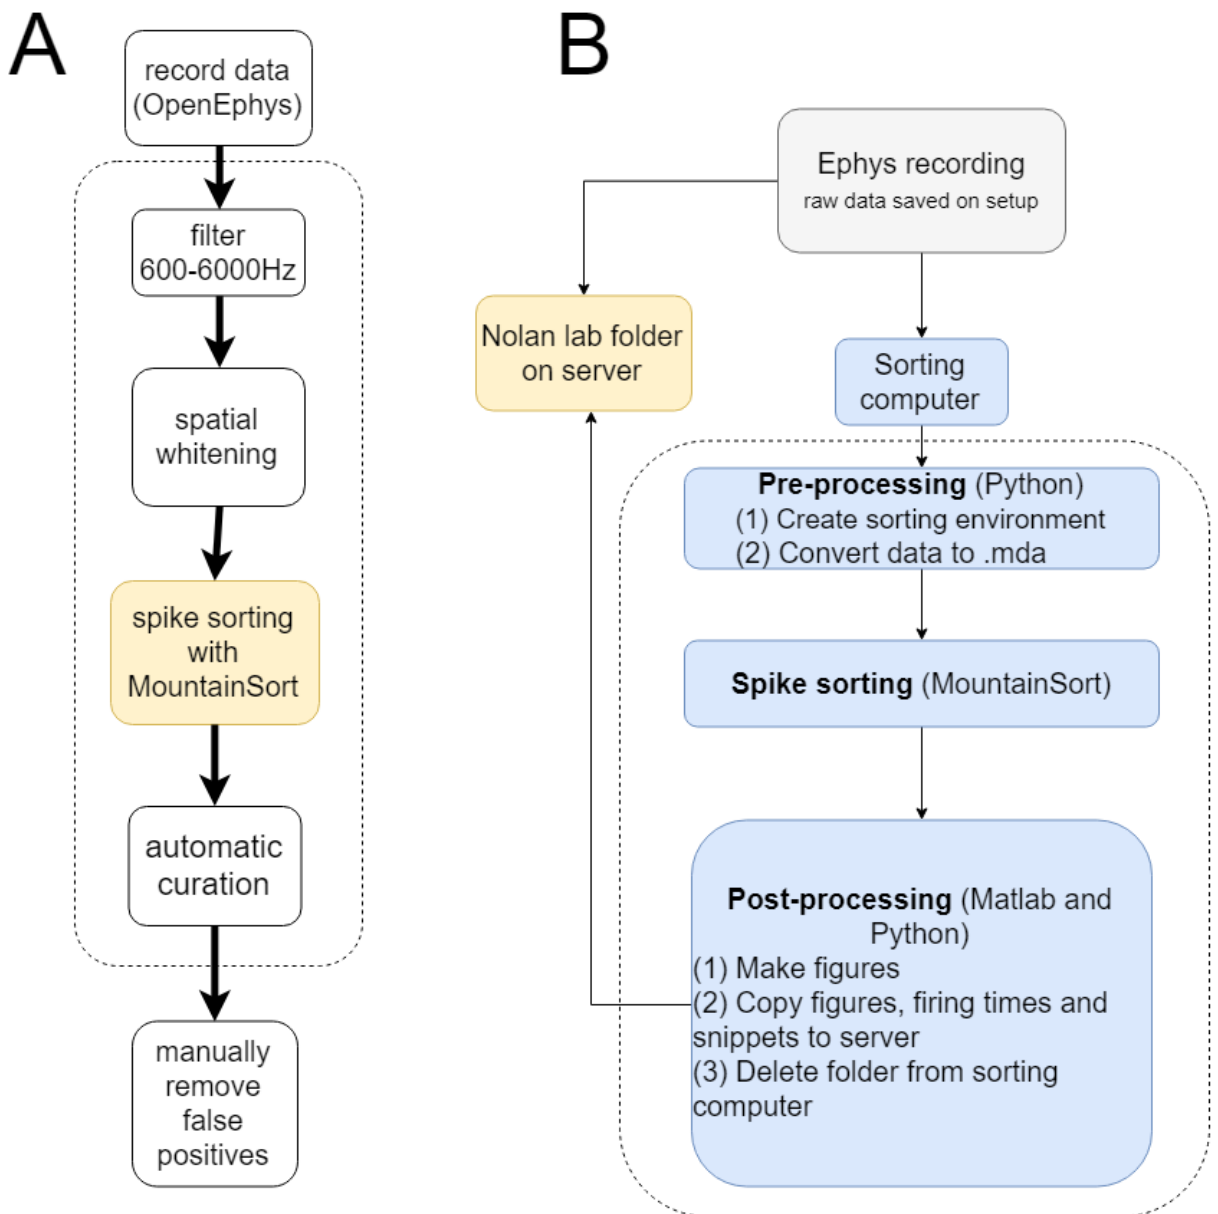 A
record data
(OpenEphys)
filter
600-6000Hz
spatial
whitening
spike sorting
with
MountainSort
automatic
curation
manually
remove
false
positives
B
Ephys recording
raw data saved on setup
Nolan lab folder
on server
Sorting
computer
Pre-processing (Python)
(1) Create sorting environment
(2) Convert data to .mda
Spike sorting (MountainSort)
Post-processing (Matlab and
Python)
(1) Make figures
(2) Copy figures, firing times and
snippets to server
(3) Delete folder from sorting
computer